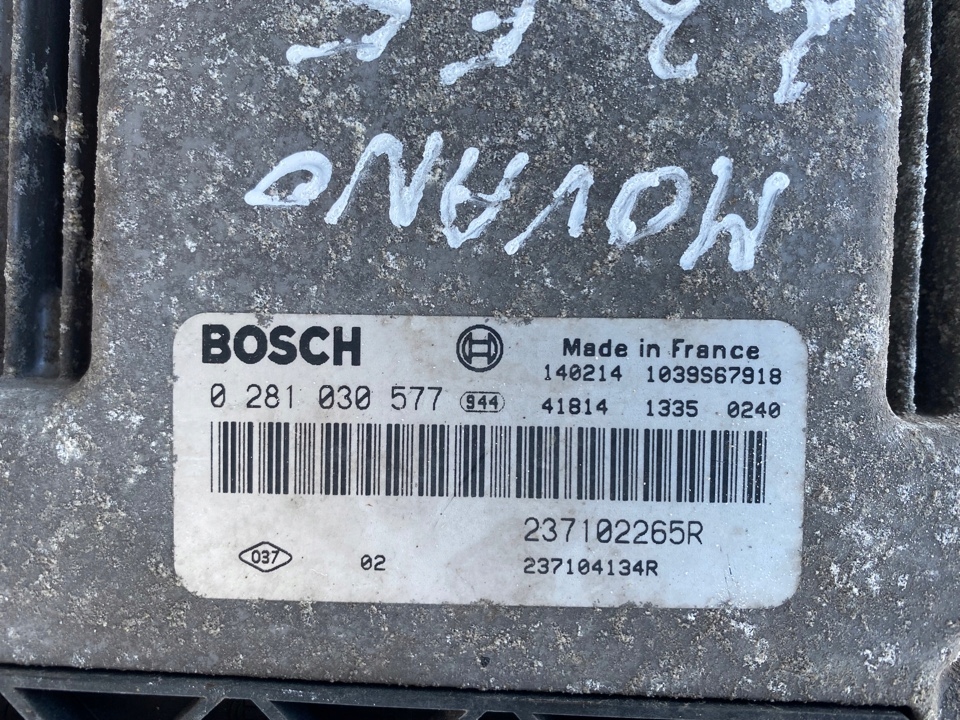 MOVANO
BOSCH
Made in France
140214 1039S67918
0 281 030 577 944 41814 1335 0240
237102265R
037 02 237104134R